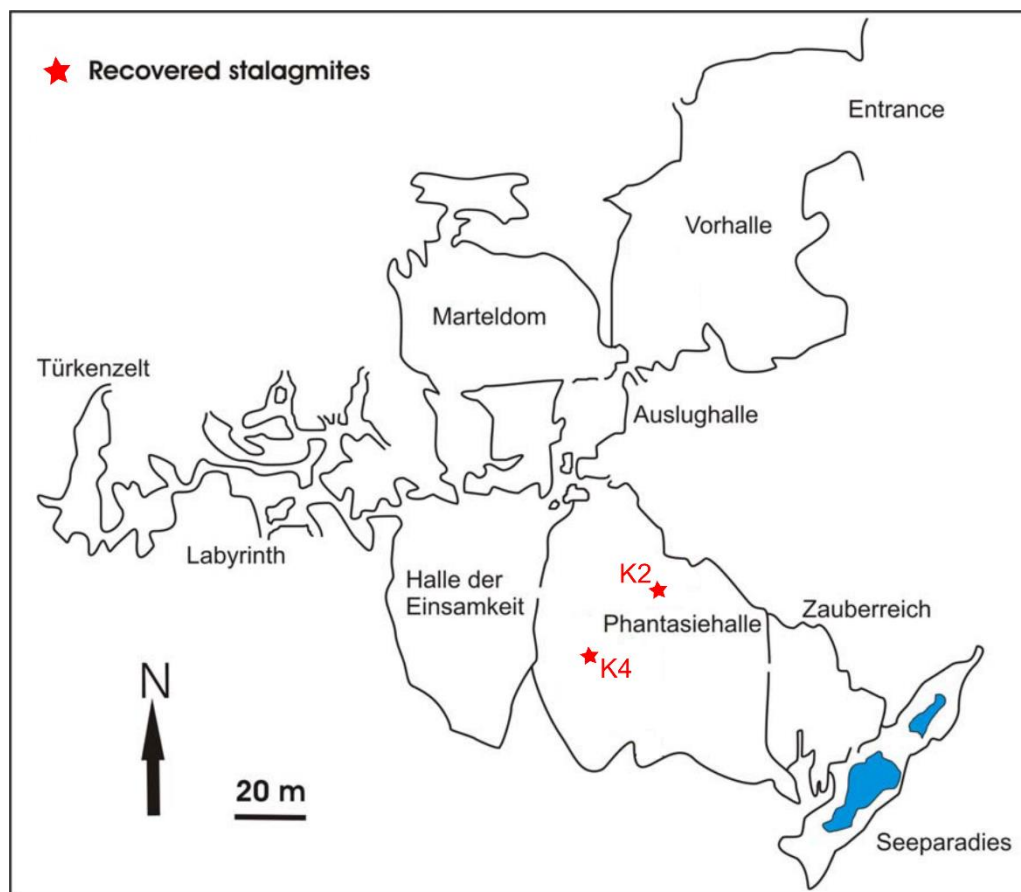 Recovered stalagmites
Entrance
Vorhalle
Marteldom
Türkenzelt
Auslughalle
Labyrinth
Halle der
Einsamkeit
K2
Phantasiehalle
Zauberreich
K4
N
20 m
Seeparadies